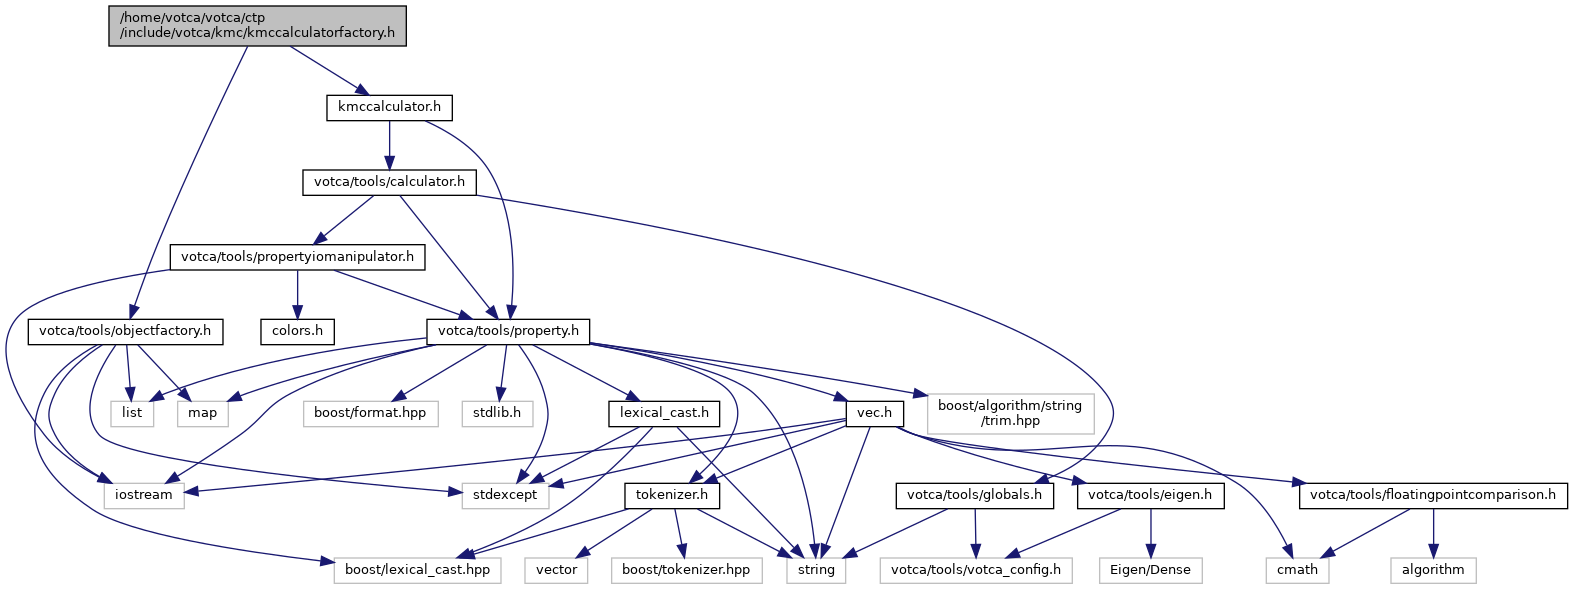 /home/votca/votca/ctp
/include/votca/kmc/kmccalculatorfactory.h
kmccalculator.h
votca/tools/calculator.h
votca/tools/propertyiomanipulator.h
votca/tools/objectfactory.h
colors.h
votca/tools/property.h
list
map
boost/format.hpp
stdlib.h
lexical_cast.h
vec.h
boost/algorithm/string
/trim.hpp
iostream
stdexcept
tokenizer.h
votca/tools/globals.h
votca/tools/eigen.h
votca/tools/floatingpointcomparison.h
boost/lexical_cast.hpp
vector
boost/tokenizer.hpp
string
votca/tools/votca_config.h
Eigen/Dense
cmath
algorithm